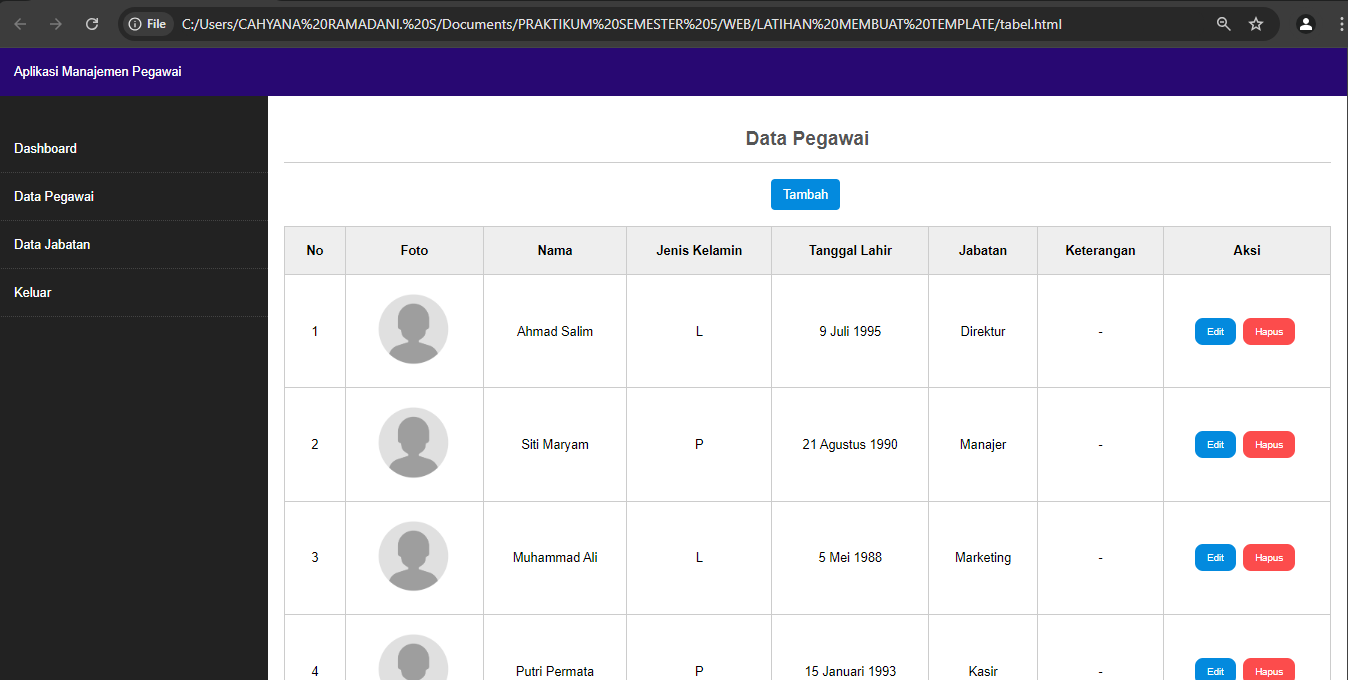 File C:/Users/CAHYANA%20RAMADANI.%20S/Documents/PRAKTIKUM%20SEMESTER%205/WEB/LATIHAN%20MEMBUAT%20TEMPLATE/tabel.html
Aplikasi Manajemen Pegawai
Dashboard
Data Pegawai
Data Jabatan
Keluar
Data Pegawai
Tambah
No Foto Nama Jenis Kelamin Tanggal Lahir Jabatan Keterangan Aksi
1 Ahmad Salim L 9 Juli 1995 Direktur - Edit Hapus
2 Siti Maryam P 21 Agustus 1990 Manajer - Edit Hapus
3 Muhammad Ali L 5 Mei 1988 Marketing - Edit Hapus
4 Putri Permata P 15 Januari 1993 Kasir - Edit Hapus